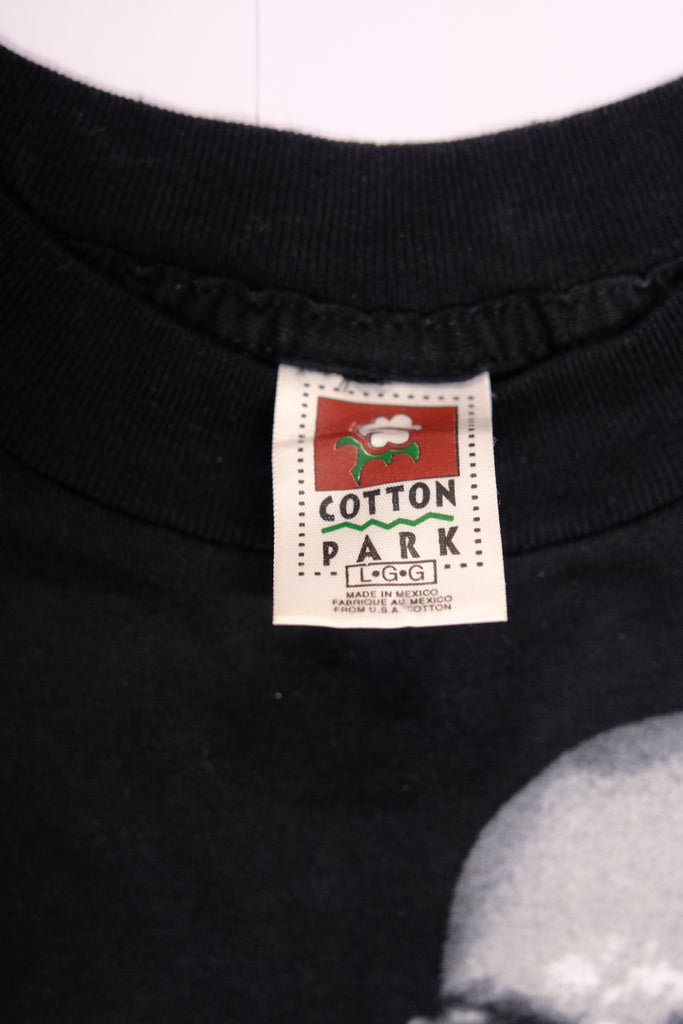 COTTON
PARK
L•G•G
MADE IN MEXICO
FABRIQUE AU MEXICO
FROM U.S.A. COTTON